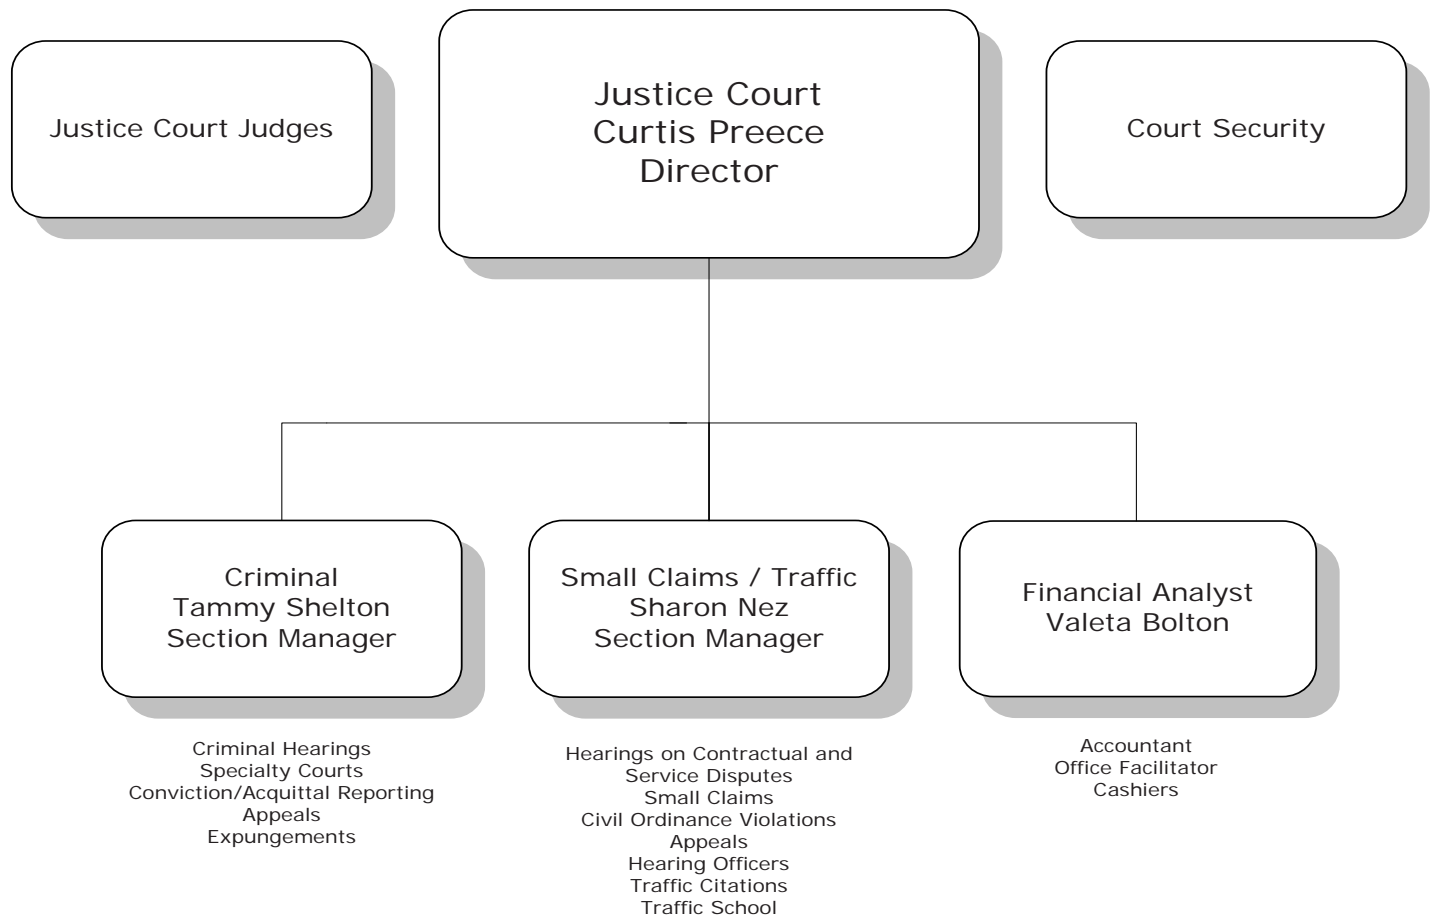 Justice Court Judges
Justice Court
Curtis Preece
Director
Court Security
Criminal
Tammy Shelton
Section Manager
Small Claims / Traffic
Sharon Nez
Section Manager
Financial Analyst
Valeta Bolton
Criminal Hearings
Specialty Courts
Conviction/Acquittal Reporting
Appeals
Expungements
Hearings on Contractual and
Service Disputes
Small Claims
Civil Ordinance Violations
Appeals
Hearing Officers
Traffic Citations
Traffic School
Accountant
Office Facilitator
Cashiers